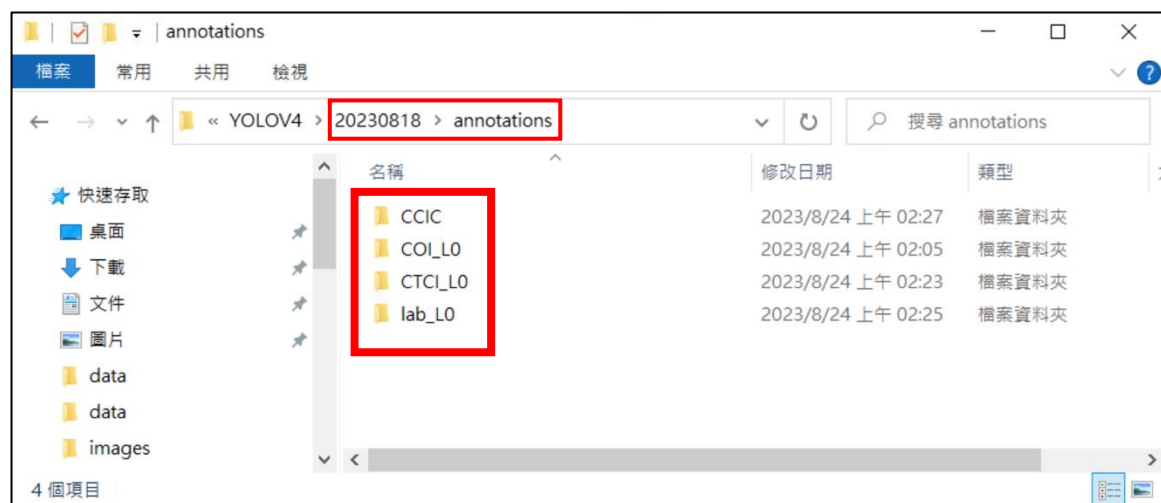 annotations
檔案 常用 共用 檢視
« YOLOV4 > 20230818 > annotations 搜尋 annotations
名稱 修改日期 類型
快速存取
桌面
下載
文件
圖片
data
data
images
CCIC 2023/8/24 上午 02:27 檔案資料夾
COI_L0 2023/8/24 上午 02:05 檔案資料夾
CTCI_L0 2023/8/24 上午 02:23 檔案資料夾
lab_L0 2023/8/24 上午 02:25 檔案資料夾
4 個項目